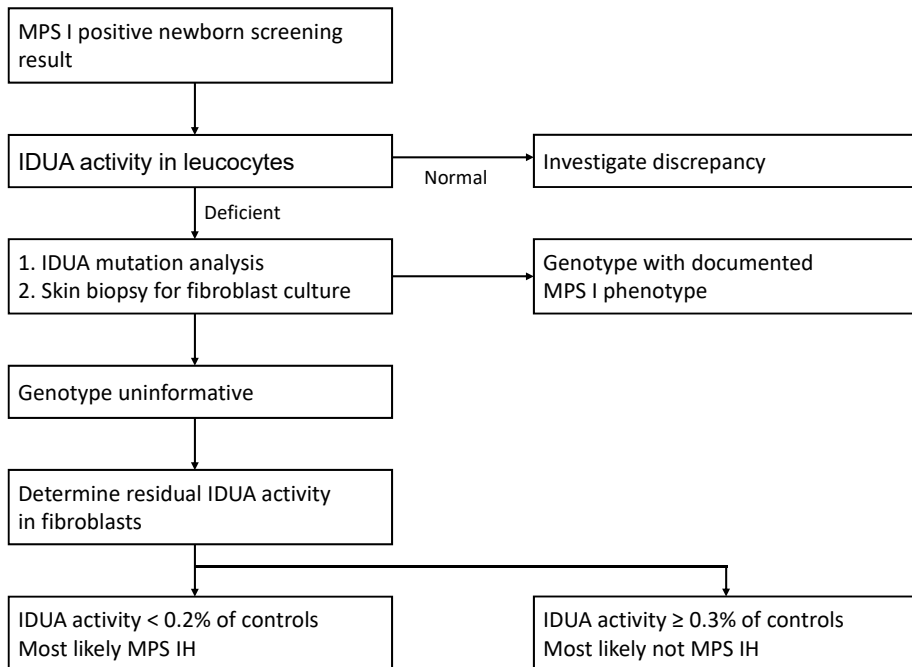 MPS I positive newborn screening
result
IDUA activity in leucocytes
Normal
Investigate discrepancy
Deficient
1. IDUA mutation analysis
2. Skin biopsy for fibroblast culture
Genotype with documented
MPS I phenotype
Genotype uninformative
Determine residual IDUA activity
in fibroblasts
IDUA activity < 0.2% of controls
Most likely MPS IH
IDUA activity ≥ 0.3% of controls
Most likely not MPS IH